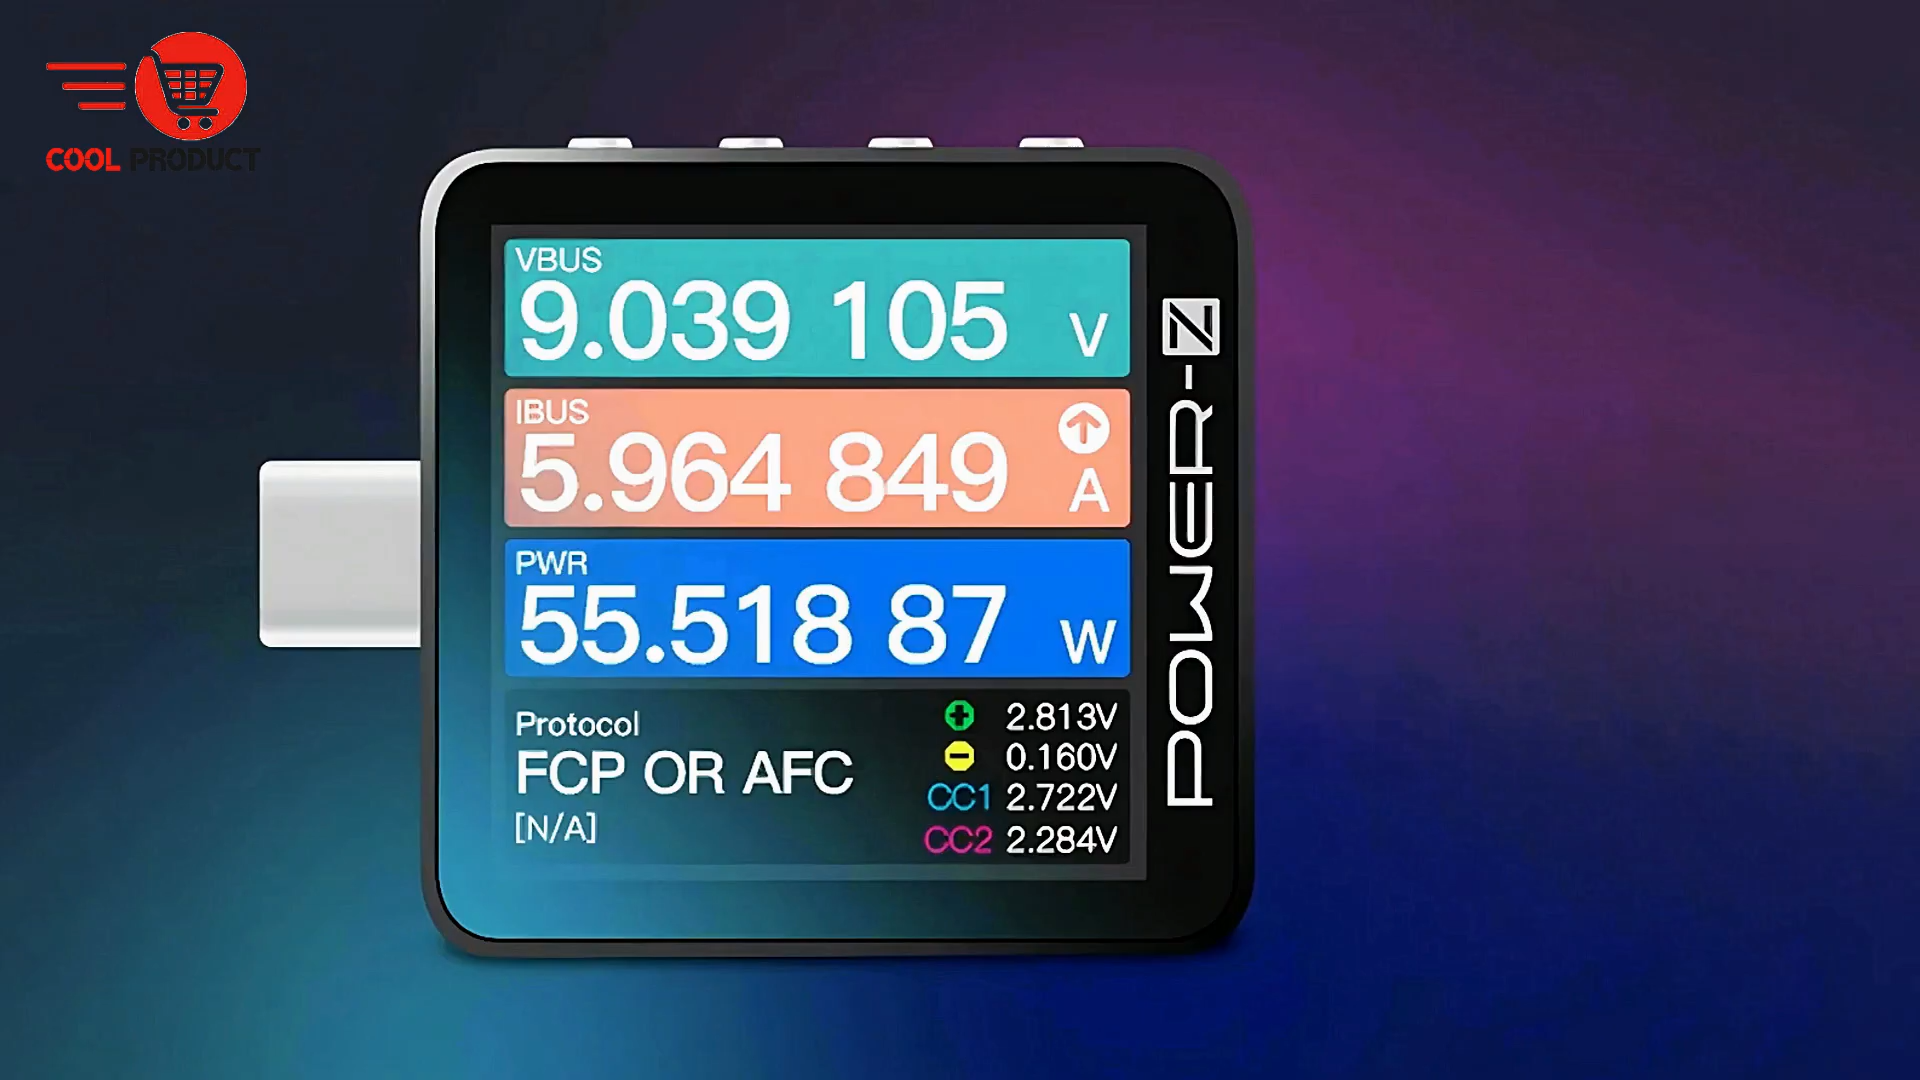 COOL PRODUCT
VBUS
9.039 105 V
IBUS
5.964 849 A
PWR
55.518 87 W
Protocol
FCP OR AFC
[N/A]
2.813V
0.160V
CC1 2.722V
CC2 2.284V
POWER-Z